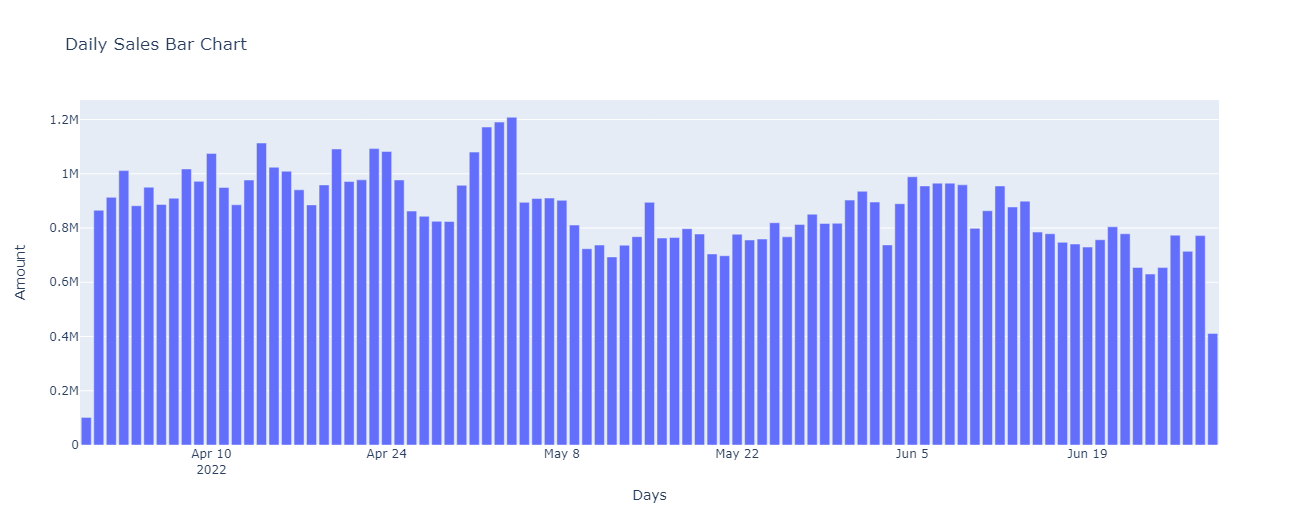 Daily Sales Bar Chart
1.2M
1M
0.8M
0.6M
0.4M
0.2M
0
Amount
Apr 10
2022
Apr 24
May 8
May 22
Jun 5
Jun 19
Days